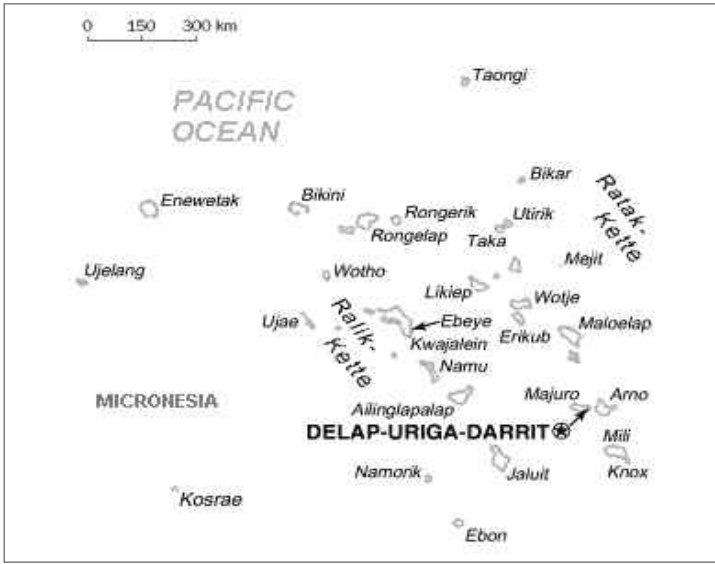 0 150 300 km
Taongi
PACIFIC
OCEAN
Bikar
Ratak-
Kette
Enewetak
Bikini
Rongerik
Utirik
Rongelap
Taka
Mejit
Ujelang
Wotho
Likiep
Wotje
Ujae
Ralik-
Kette
Ebeye
Erikub
Maloelap
Kwajalein
Namu
MICRONESIA
Ailinglapalap
Majuro
Arno
DELAP-URIGA-DARRIT
Mili
Namorik
Jaluit
Knox
Kosrae
Ebon